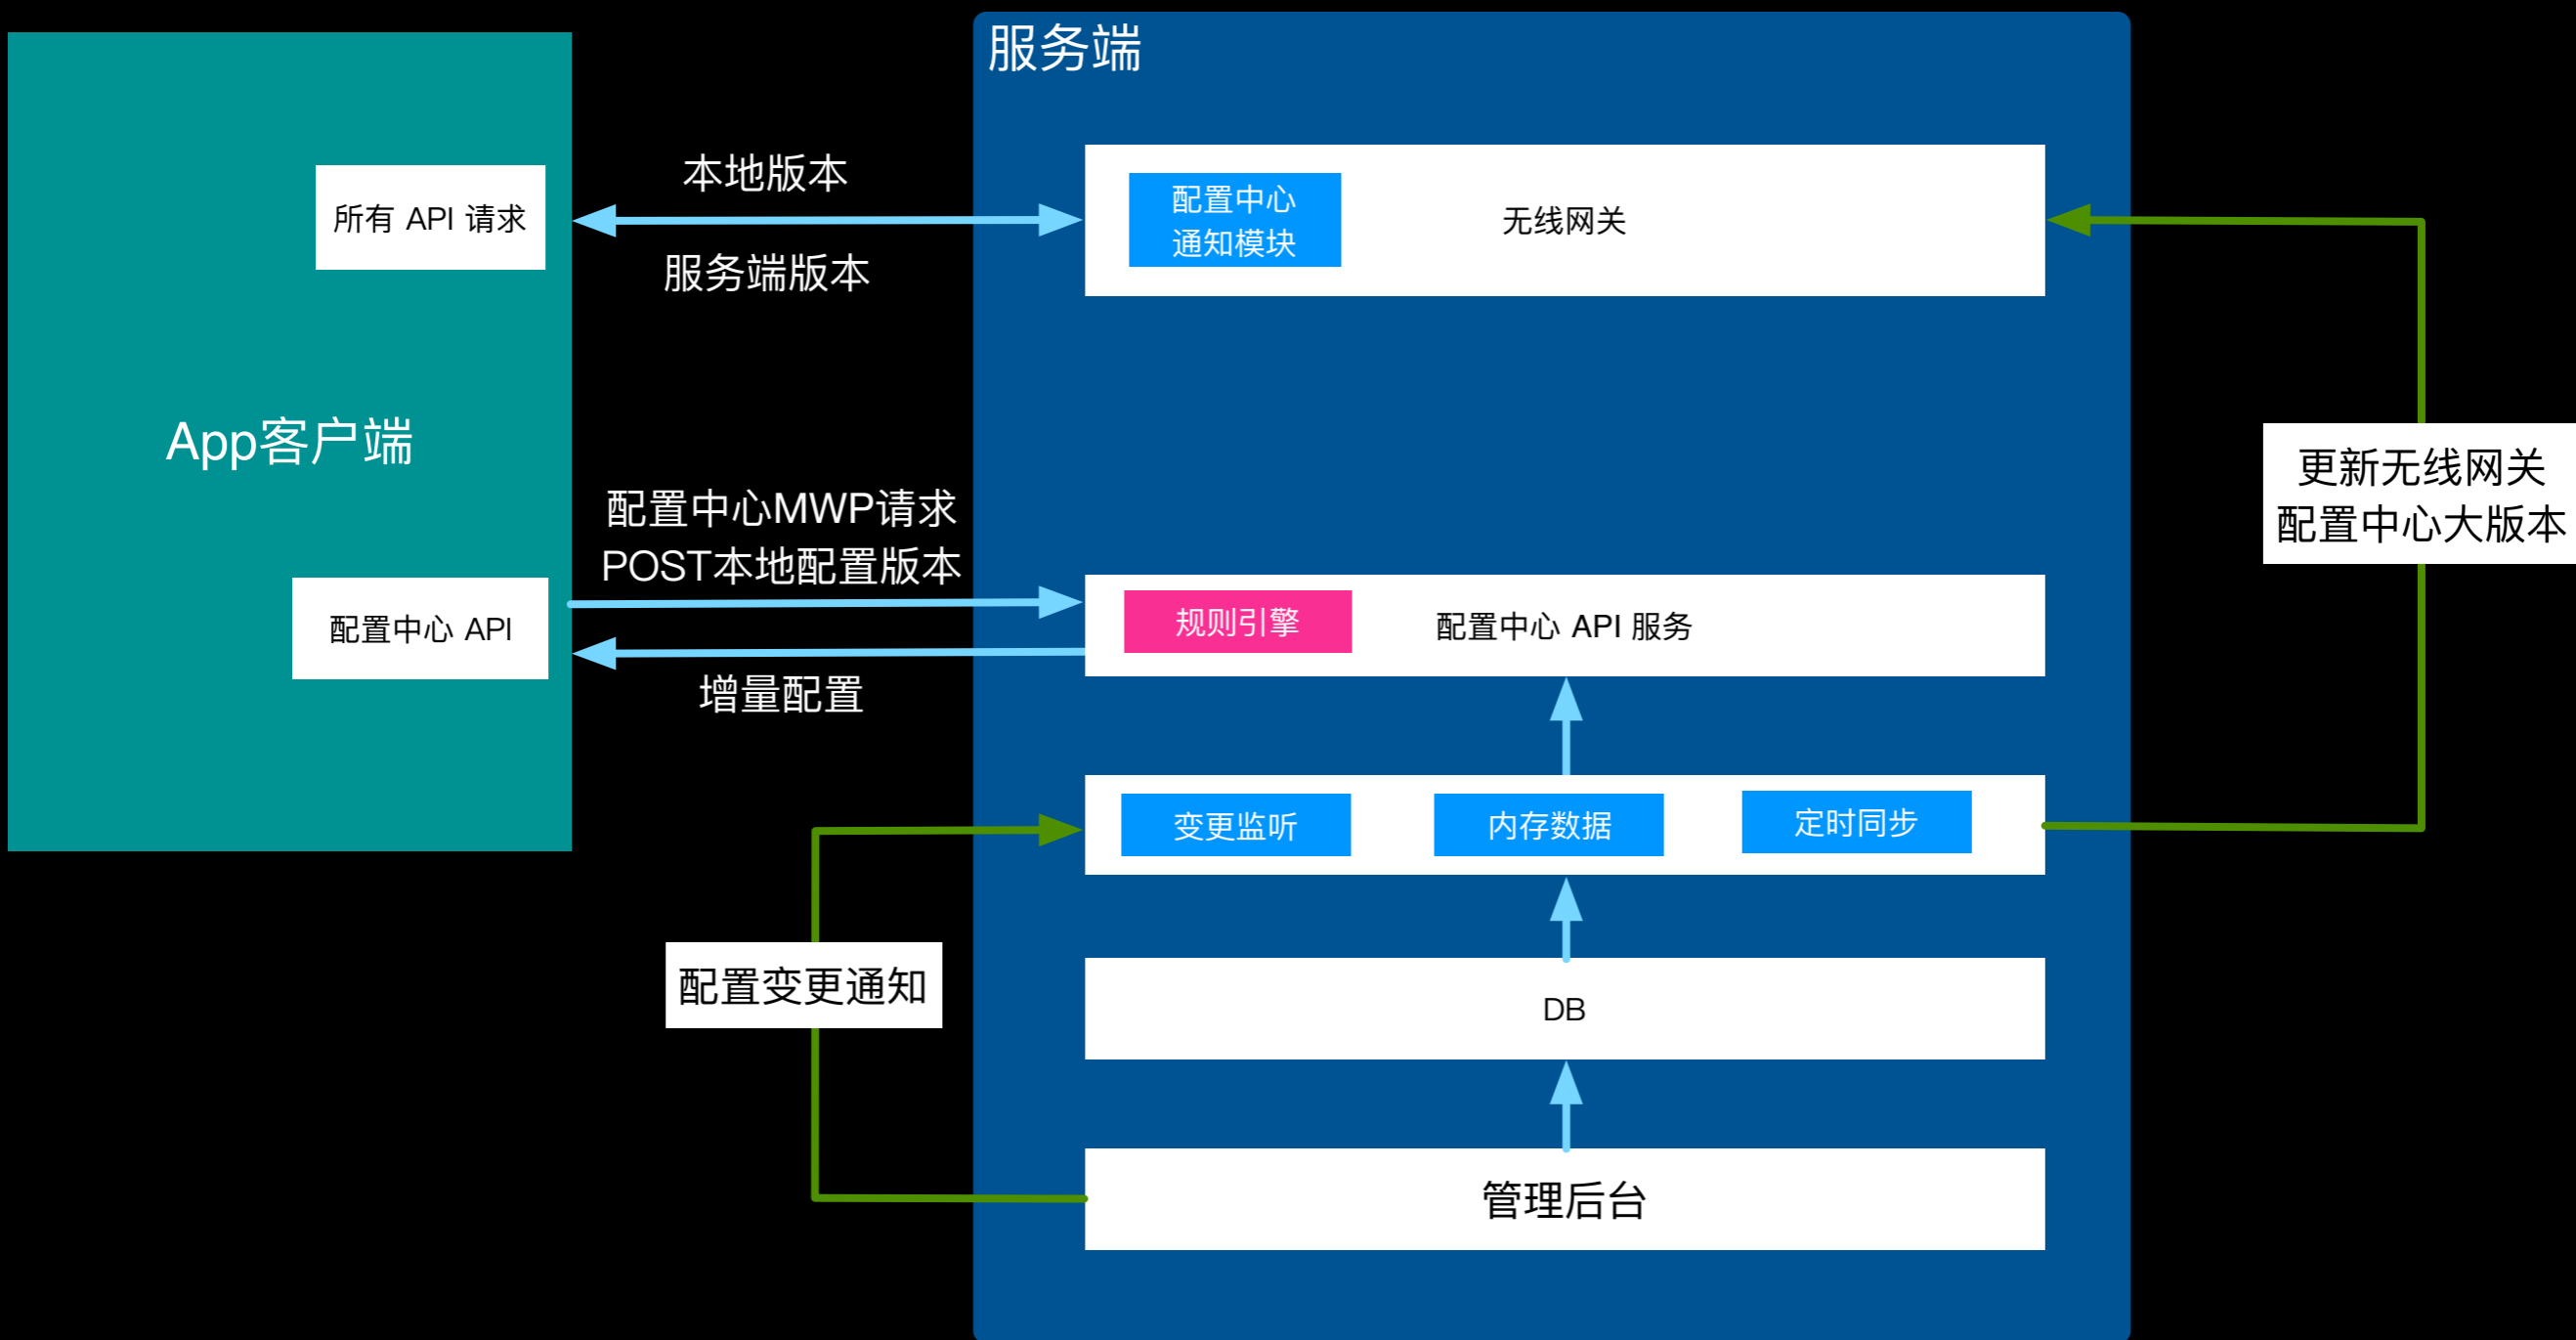 服务端
本地版本
所有 API 请求
配置中心
通知模块
无线网关
服务端版本
App客户端
更新无线网关
配置中心大版本
配置中心MWP请求
POST本地配置版本
配置中心 API
规则引擎
配置中心 API 服务
增量配置
变更监听
内存数据
定时同步
配置变更通知
DB
管理后台